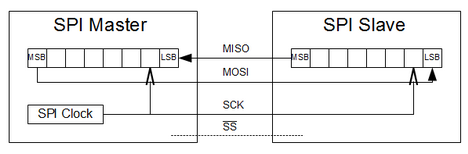 SPI Master
SPI Slave
MSB
LSB
MISO
MSB
LSB
MOSI
SPI Clock
SCK
SS